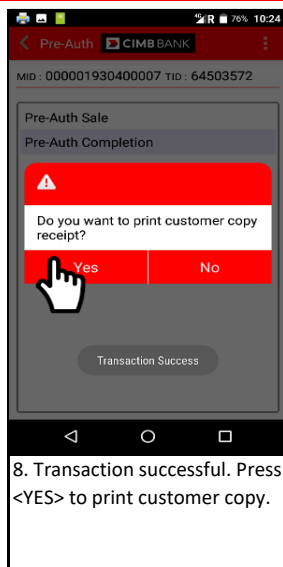 R 76% 10:24
Pre-Auth CIMB BANK
MID : 000001930400007 TID : 64503572
Pre-Auth Sale
Pre-Auth Completion
Do you want to print customer copy
receipt?
Yes No
Transaction Success
8. Transaction successful. Press
<YES> to print customer copy.